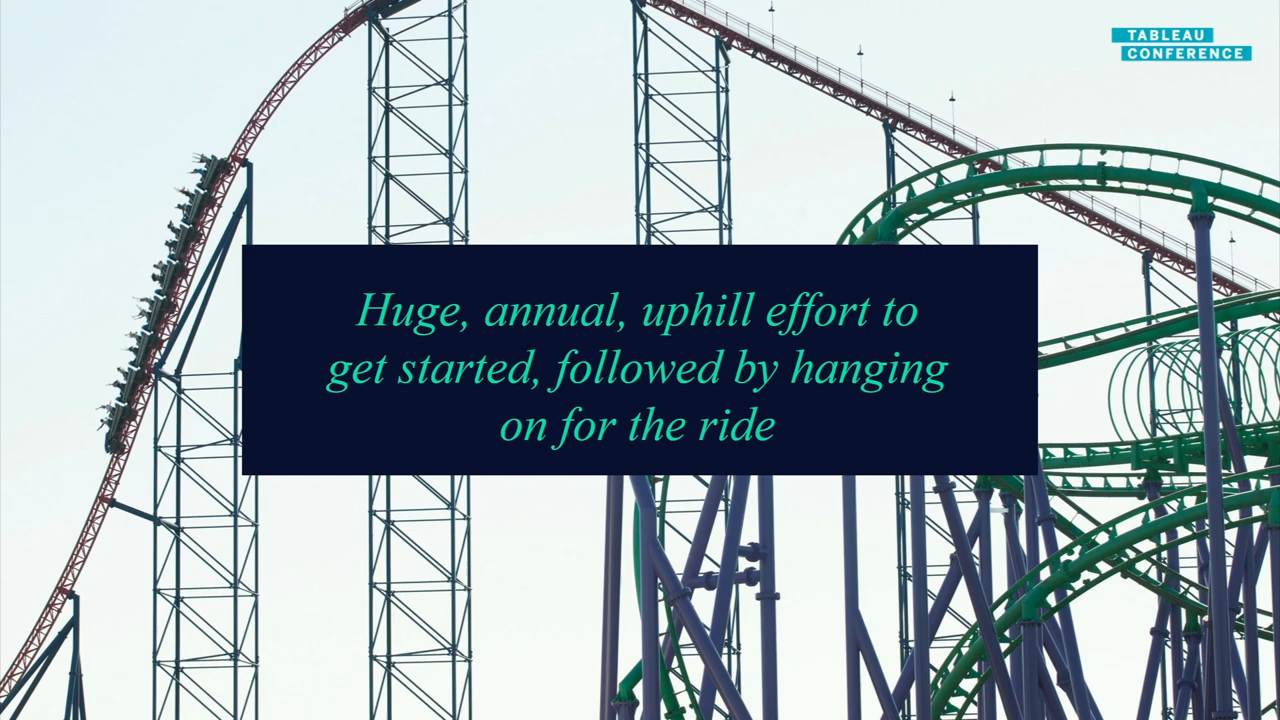 TABLEAU
CONFERENCE
Huge, annual, uphill effort to
get started, followed by hanging
on for the ride